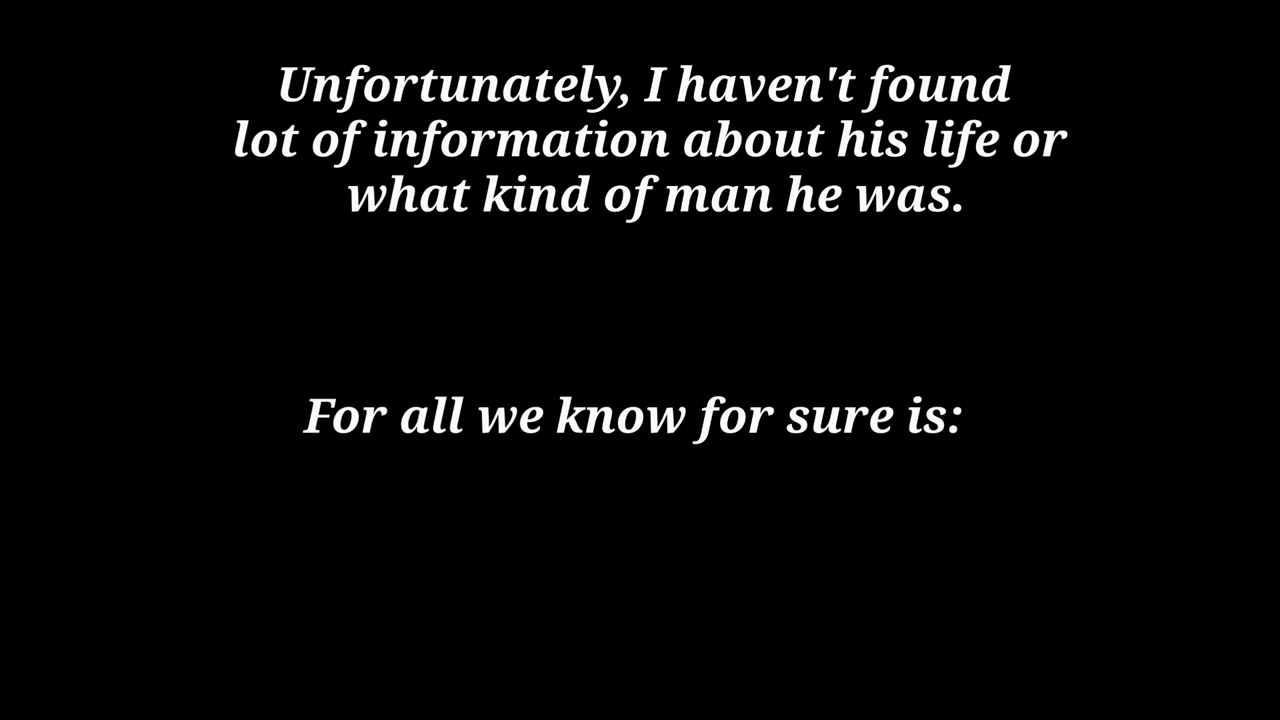 Unfortunately, I haven't found
lot of information about his life or
what kind of man he was.
For all we know for sure is: